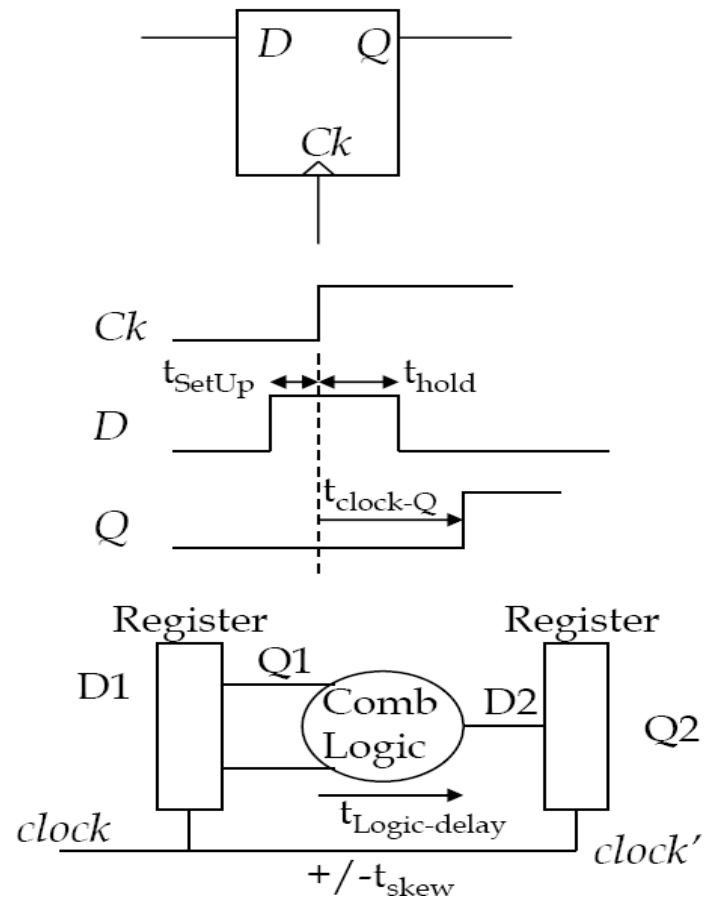 D Q
Ck
Ck
tSetUp thold
D
tclock-Q
Q
Register Register
Q1
D1 Comb D2
Logic Q2
tLogic-delay
clock clock’
+/-tskew